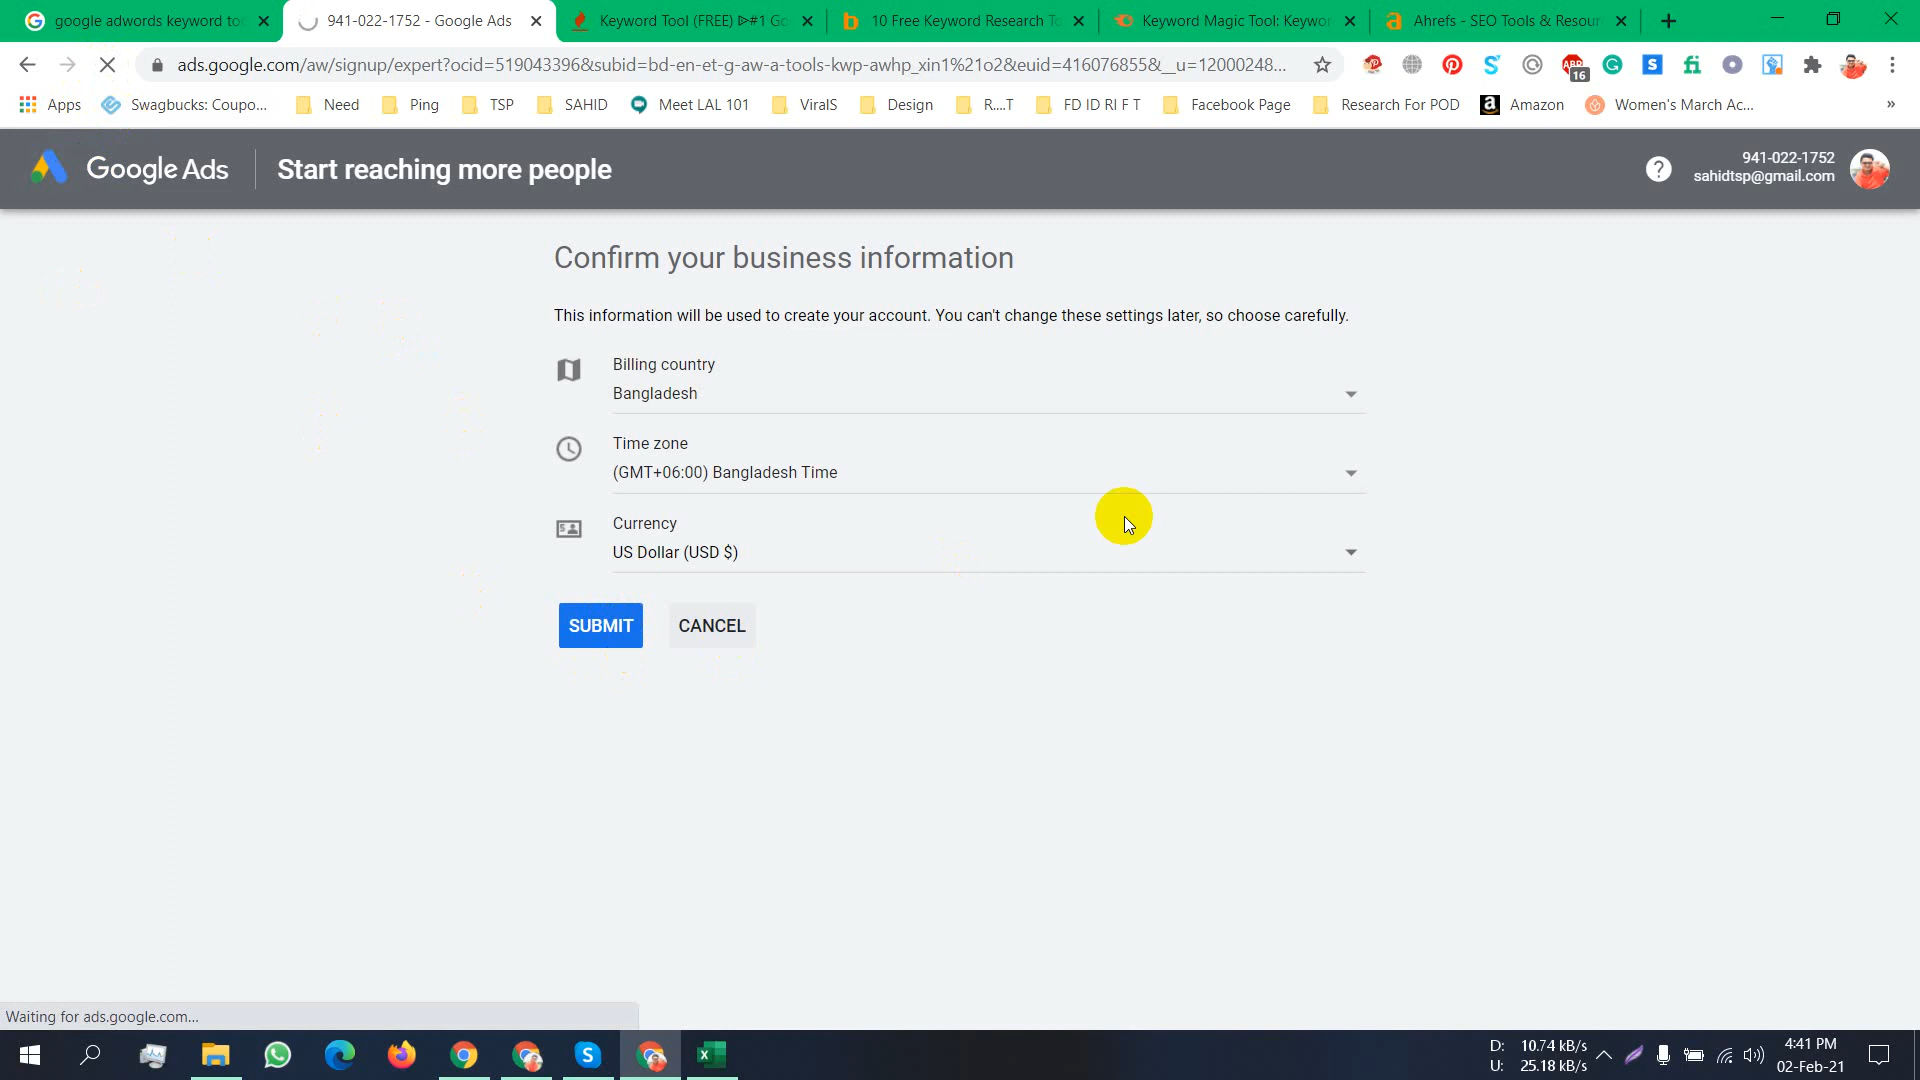 google adwords keyword to
941-022-1752 - Google Ads
Keyword Tool (FREE) ᐈ#1 Go
10 Free Keyword Research To
Keyword Magic Tool: Keywor
Ahrefs - SEO Tools & Resour
ads.google.com/aw/signup/expert?ocid=519043396&subid=bd-en-et-g-aw-a-tools-kwp-awhp_xin1%21o2&euid=416076855&__u=12000248...
ABP
16
Apps
Swagbucks: Coupo...
Need
Ping
TSP
SAHID
Meet LAL 101
ViralS
Design
R....T
FD ID RI F T
Facebook Page
Research For POD
Amazon
Women's March Ac...
»
Google Ads
Start reaching more people
941-022-1752
sahidtsp@gmail.com
Confirm your business information
This information will be used to create your account. You can't change these settings later, so choose carefully.
Billing country
Bangladesh
Time zone
(GMT+06:00) Bangladesh Time
Currency
US Dollar (USD $)
SUBMIT
CANCEL
Waiting for ads.google.com...
D: 10.74 kB/s
U: 25.18 kB/s
4:41 PM
02-Feb-21